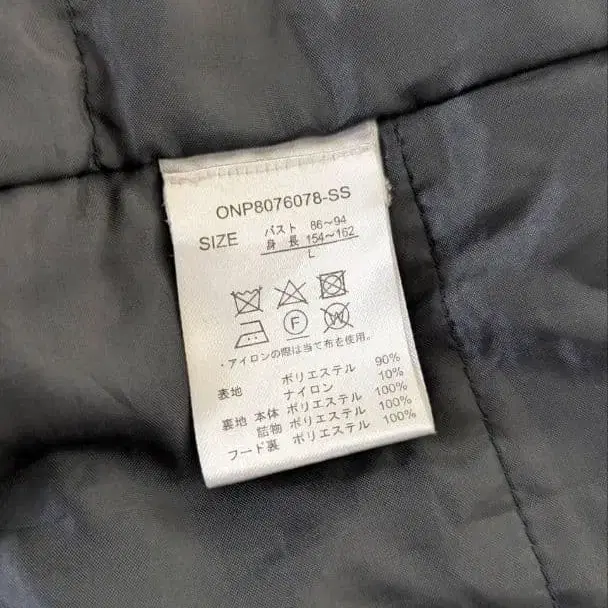 ONP8076078-SS
SIZE
バスト 86～94
身長 154～162
L
F
W
・アイロンの際は当て布を使用。
表地 ポリエステル 90%
ナイロン 10%
裏地 本体 ポリエステル 100%
詰物 ポリエステル 100%
フード裏 ポリエステル 100%